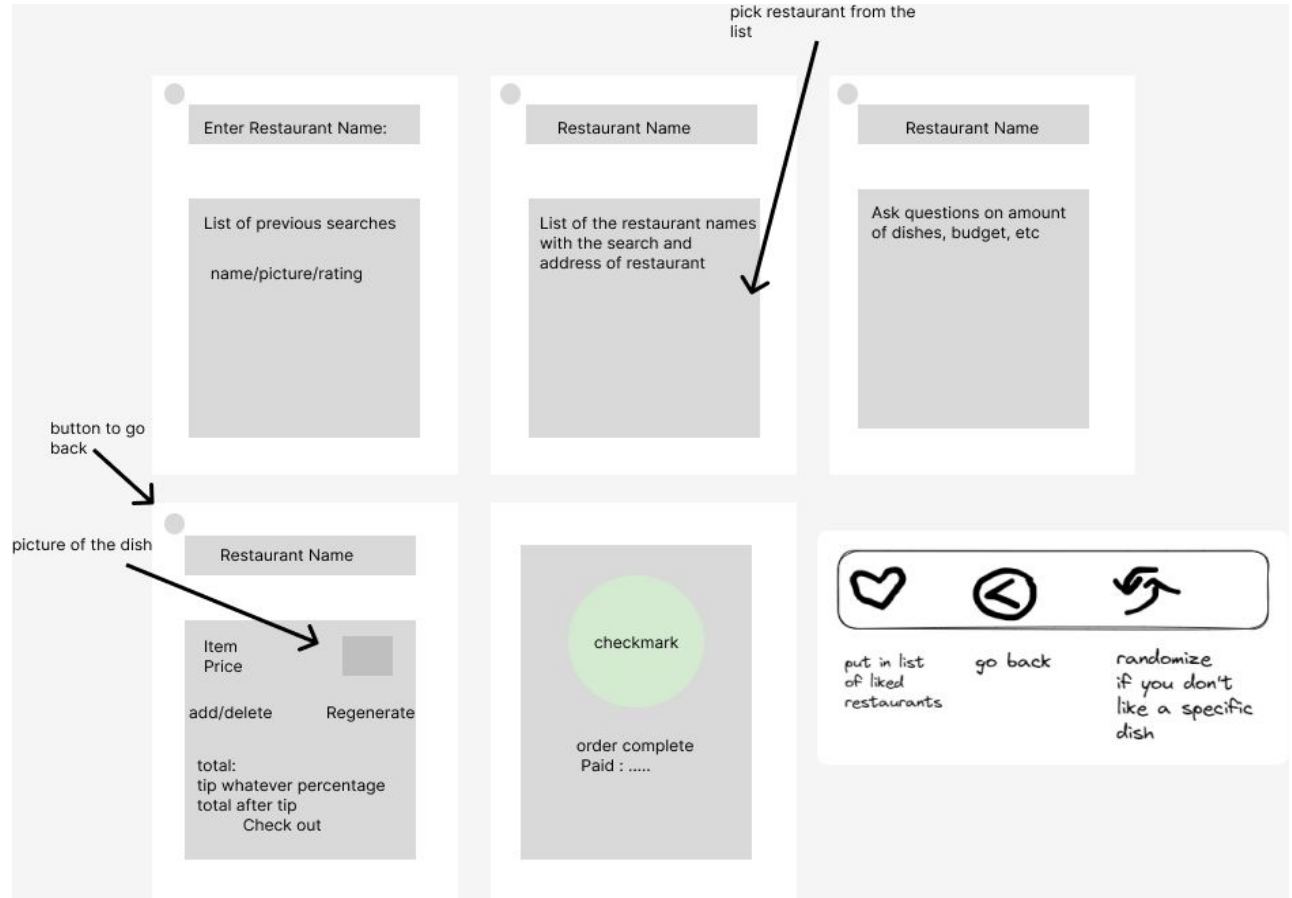 pick restaurant from the
list
Enter Restaurant Name:
List of previous searches
name/picture/rating
Restaurant Name
List of the restaurant names
with the search and
address of restaurant
Restaurant Name
Ask questions on amount
of dishes, budget, etc
button to go
back
picture of the dish
Restaurant Name
Item
Price
add/delete
Regenerate
total:
tip whatever percentage
total after tip
Check out
checkmark
order complete
Paid : .....
put in list
of liked
restaurants
go back
randomize
if you don't
like a specific
dish